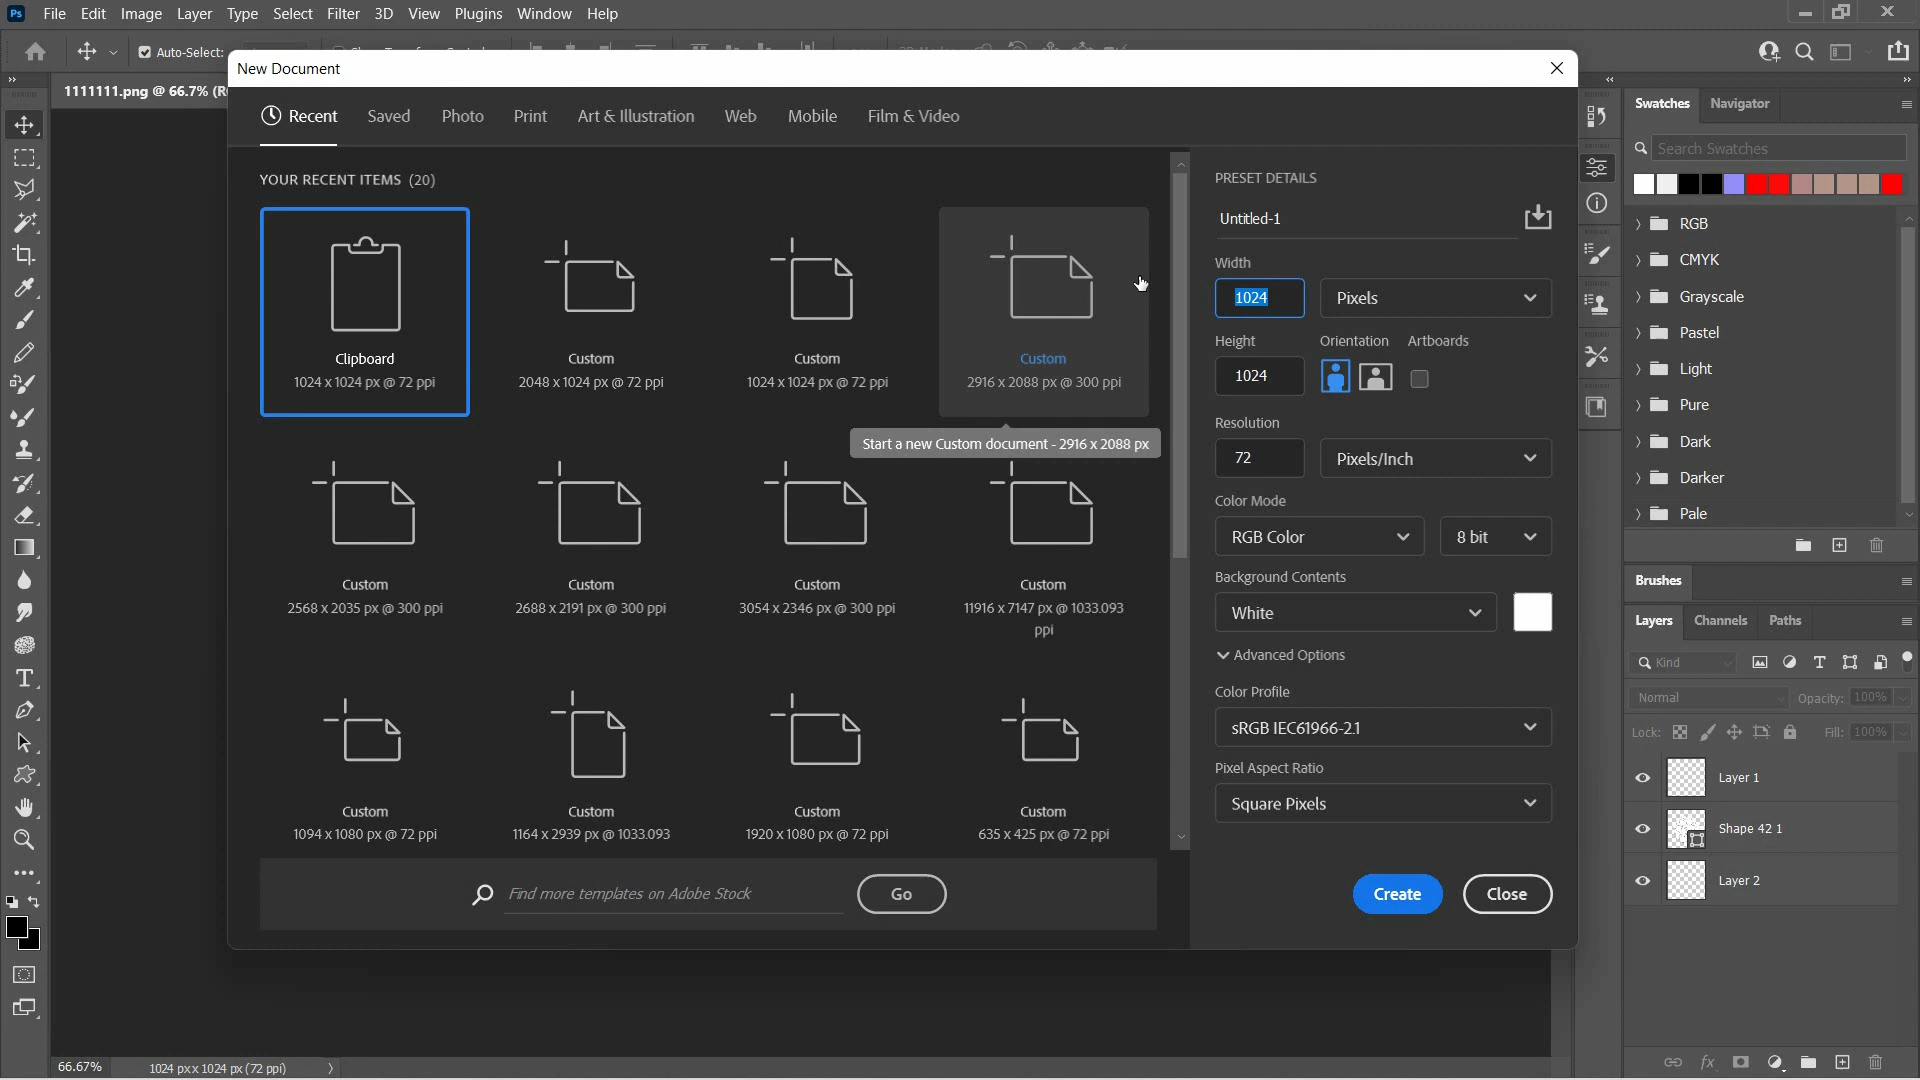 Ps File Edit Image Layer Type Select Filter 3D View Plugins Window Help
Auto-Select:
1111111.png @ 66.7% (R
New Document
Recent Saved Photo Print Art & Illustration Web Mobile Film & Video
YOUR RECENT ITEMS (20)
Clipboard
1024 x 1024 px @ 72 ppi
Custom
2048 x 1024 px @ 72 ppi
Custom
1024 x 1024 px @ 72 ppi
Custom
2916 x 2088 px @ 300 ppi
Start a new Custom document - 2916 x 2088 px
Custom
2568 x 2035 px @ 300 ppi
Custom
2688 x 2191 px @ 300 ppi
Custom
3054 x 2346 px @ 300 ppi
Custom
11916 x 7147 px @ 1033.093
ppi
Custom
1094 x 1080 px @ 72 ppi
Custom
1164 x 2939 px @ 1033.093
Custom
1920 x 1080 px @ 72 ppi
Custom
635 x 425 px @ 72 ppi
Find more templates on Adobe Stock
Go
PRESET DETAILS
Untitled-1
Width
1024 Pixels
Height Orientation Artboards
1024
Resolution
72 Pixels/Inch
Color Mode
RGB Color 8 bit
Background Contents
White
Advanced Options
Color Profile
sRGB IEC61966-2.1
Pixel Aspect Ratio
Square Pixels
Create Close
Swatches Navigator
Search Swatches
RGB
CMYK
Grayscale
Pastel
Light
Pure
Dark
Darker
Pale
Brushes
Layers Channels Paths
Kind
Normal Opacity: 100%
Lock: Fill: 100%
Layer 1
Shape 42 1
Layer 2
fx
66.67% 1024 px x 1024 px (72 ppi)